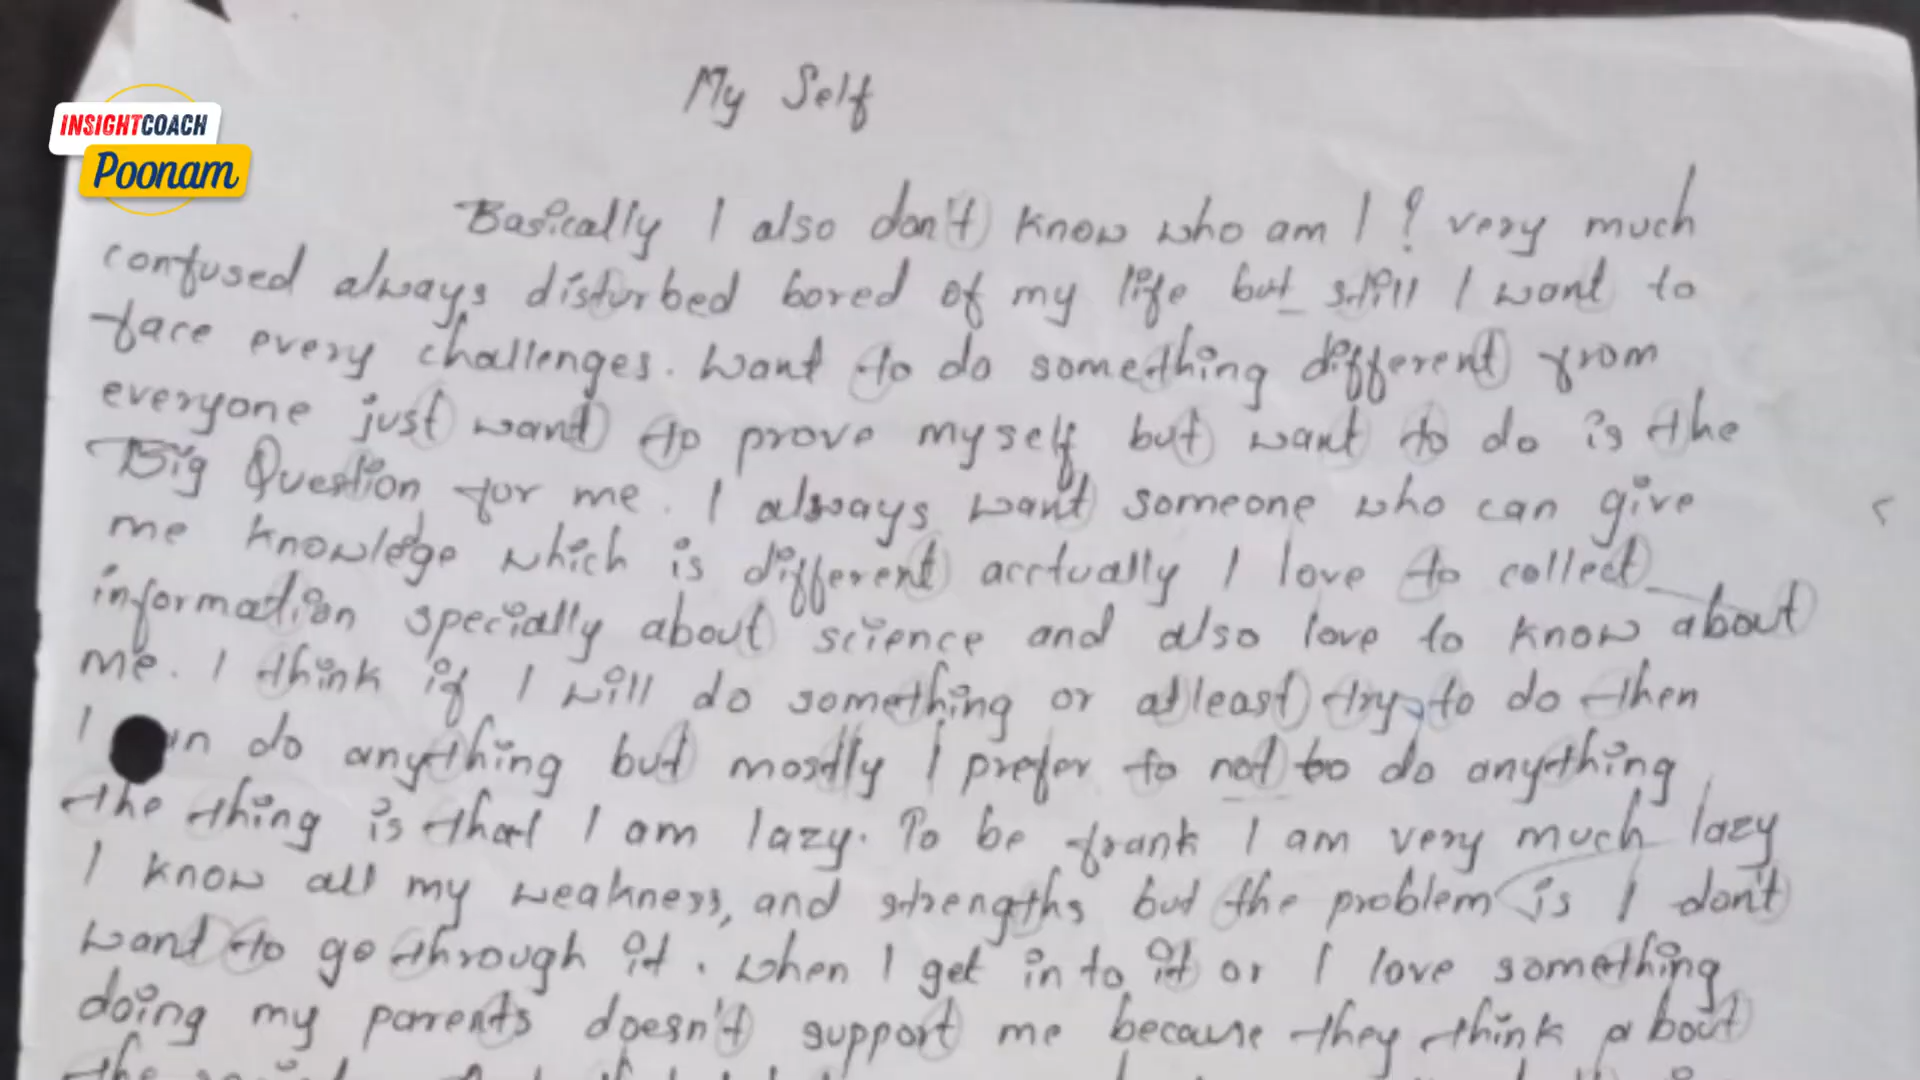 INSIGHTCOACH
Poonam
My Self
Basically I also don't know who am I ? very much
confused always disturbed bored of my life but still I want to
face every challenges. Want to do something different from
everyone just want to prove myself but want to do is the
Big Question for me. I always want someone who can give
me knowledge which is different acctually I love to collect
information specially about science and also love to know about
me. I think if I will do something or atleast try to do then
I do anything but mostly I prefer to not to do anything
the thing is that I am lazy. To be frank I am very much lazy
I know all my weakness, and strengths but the problem is I don't
want to go through it. when I get in to it or I love something
doing my parents doesn't support me because they think about
the